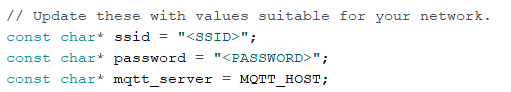 // Update these with values suitable for your network.
const char* ssid = "<SSID>";
const char* password = "<PASSWORD>";
const char* mqtt_server = MQTT_HOST;